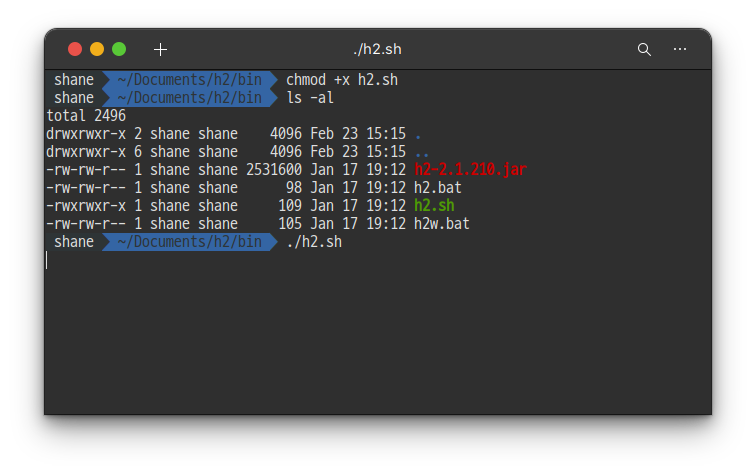 ./h2.sh
shane ~/Documents/h2/bin chmod +x h2.sh
shane ~/Documents/h2/bin ls -al
total 2496
drwxrwxr-x 2 shane shane 4096 Feb 23 15:15 .
drwxrwxr-x 6 shane shane 4096 Feb 23 15:15 ..
-rw-rw-r-- 1 shane shane 2531600 Jan 17 19:12 h2-2.1.210.jar
-rw-rw-r-- 1 shane shane 98 Jan 17 19:12 h2.bat
-rwxrwxr-x 1 shane shane 109 Jan 17 19:12 h2.sh
-rw-rw-r-- 1 shane shane 105 Jan 17 19:12 h2w.bat
shane ~/Documents/h2/bin ./h2.sh